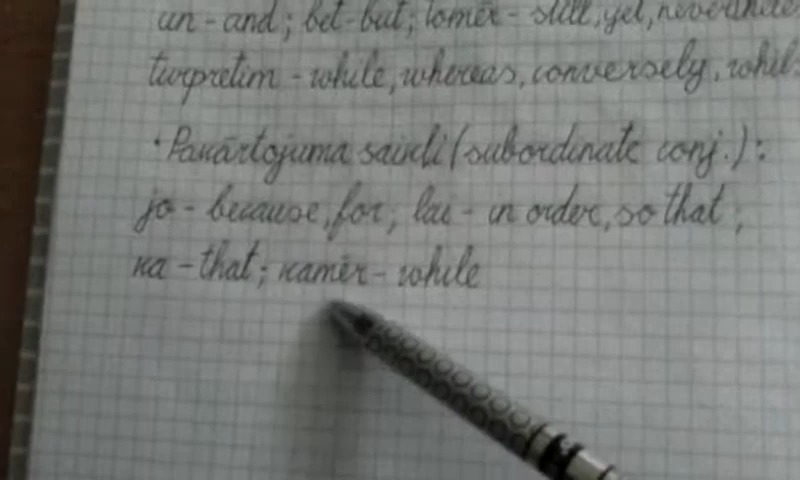 un - and; bet - but; tomēr - still, yet,
turpretim - while, whereas, conversely,
· Pakārtojuma saikļi (subordinate conj.):
jo - because, for; lai - in order, so that;
ka - that; kamēr - while